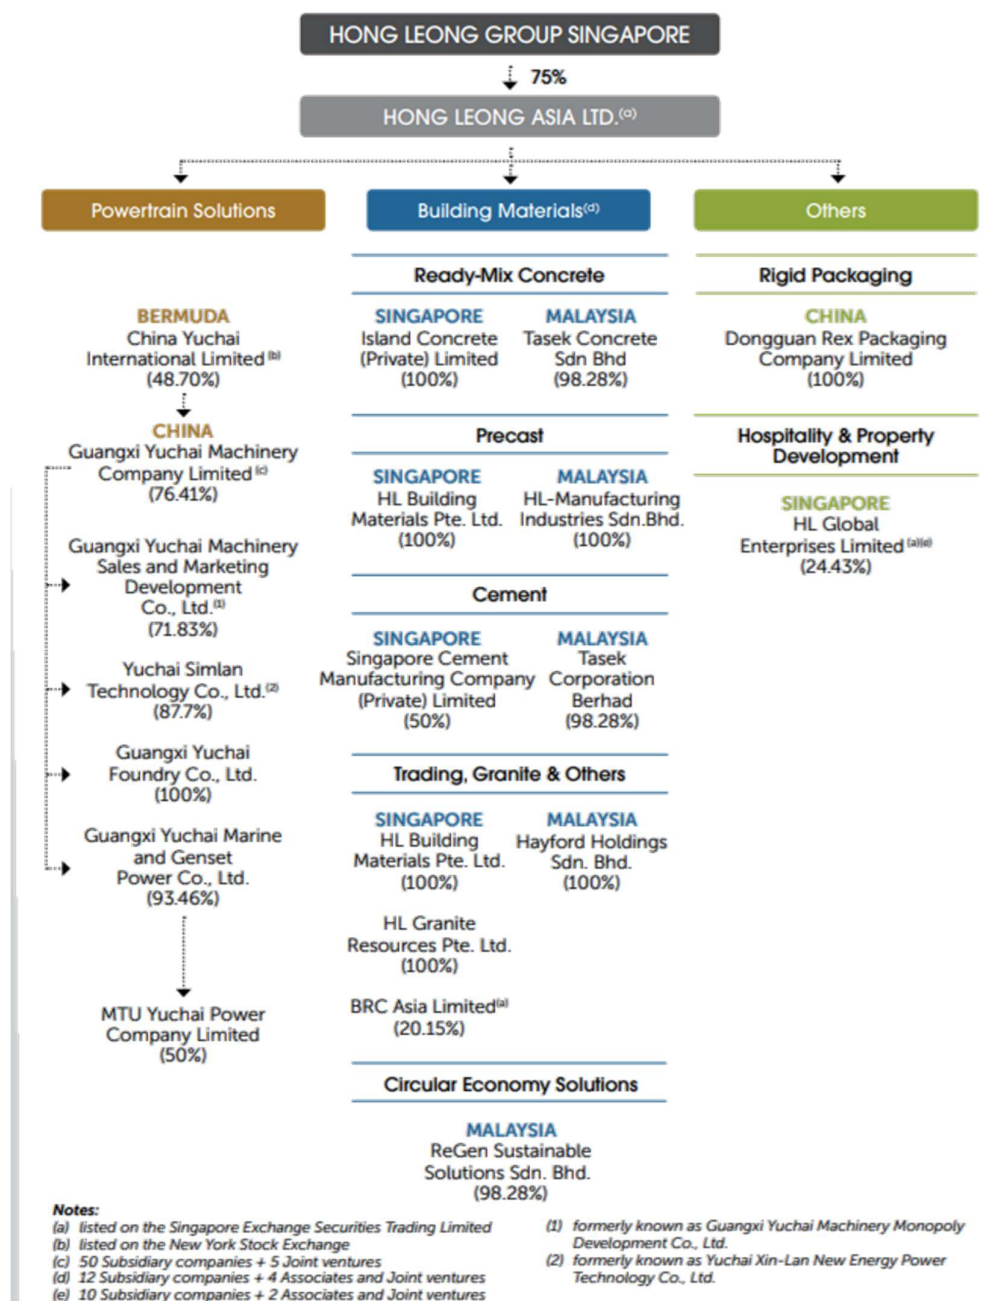 HONG LEONG GROUP SINGAPORE
75%
HONG LEONG ASIA LTD.(a)
Powertrain Solutions
BERMUDA
China Yuchai
International Limited (b)
(48.70%)
CHINA
Guangxi Yuchai Machinery
Company Limited (c)
(76.41%)
Guangxi Yuchai Machinery
Sales and Marketing
Development
Co., Ltd.(1)
(71.83%)
Yuchai Simlan
Technology Co., Ltd.(2)
(87.7%)
Guangxi Yuchai
Foundry Co., Ltd.
(100%)
Guangxi Yuchai Marine
and Genset
Power Co., Ltd.
(93.46%)
MTU Yuchai Power
Company Limited
(50%)
Building Materials(d)
Ready-Mix Concrete
SINGAPORE
Island Concrete
(Private) Limited
(100%)
MALAYSIA
Tasek Concrete
Sdn Bhd
(98.28%)
Precast
SINGAPORE
HL Building
Materials Pte. Ltd.
(100%)
MALAYSIA
HL-Manufacturing
Industries Sdn.Bhd.
(100%)
Cement
SINGAPORE
Singapore Cement
Manufacturing Company
(Private) Limited
(50%)
MALAYSIA
Tasek
Corporation
Berhad
(98.28%)
Trading, Granite & Others
SINGAPORE
HL Building
Materials Pte. Ltd.
(100%)
HL Granite
Resources Pte. Ltd.
(100%)
BRC Asia Limited(a)
(20.15%)
MALAYSIA
Hayford Holdings
Sdn. Bhd.
(100%)
Circular Economy Solutions
MALAYSIA
ReGen Sustainable
Solutions Sdn. Bhd.
(98.28%)
Others
Rigid Packaging
CHINA
Dongguan Rex Packaging
Company Limited
(100%)
Hospitality & Property
Development
SINGAPORE
HL Global
Enterprises Limited (a)(e)
(24.43%)
Notes:
(a) listed on the Singapore Exchange Securities Trading Limited
(b) listed on the New York Stock Exchange
(c) 50 Subsidiary companies + 5 Joint ventures
(d) 12 Subsidiary companies + 4 Associates and Joint ventures
(e) 10 Subsidiary companies + 2 Associates and Joint ventures
(1) formerly known as Guangxi Yuchai Machinery Monopoly
Development Co., Ltd.
(2) formerly known as Yuchai Xin-Lan New Energy Power
Technology Co., Ltd.